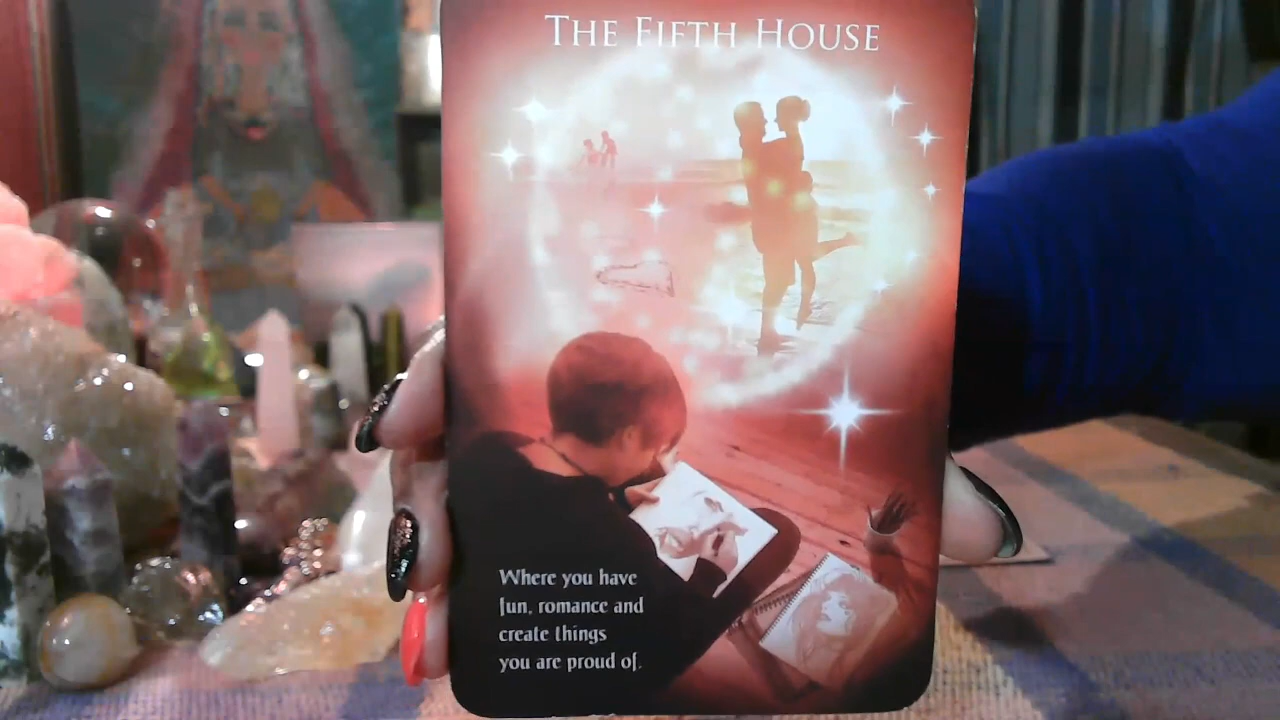 THE FIFTH HOUSE
Where you have
fun, romance and
create things
you are proud of.